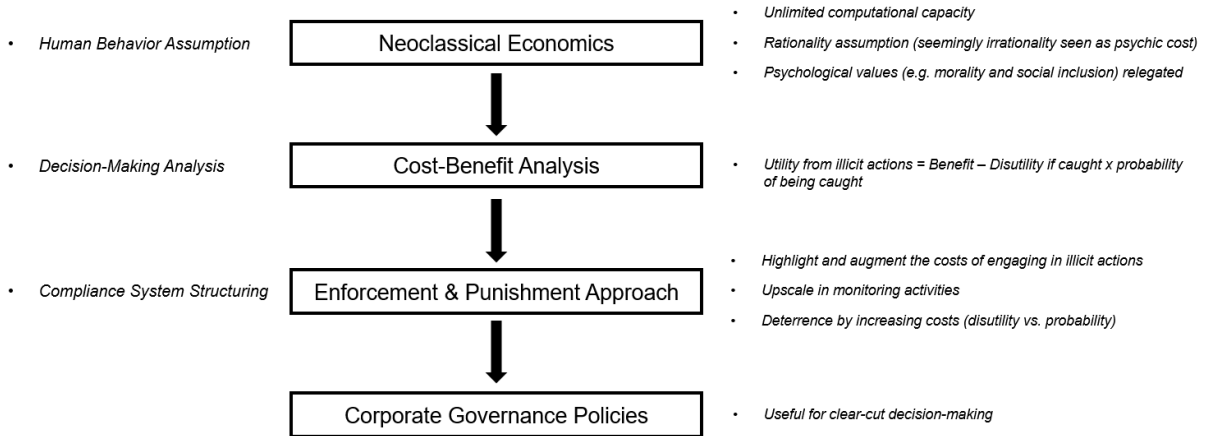 • Human Behavior Assumption
Neoclassical Economics
• Unlimited computational capacity
• Rationality assumption (seemingly irrationality seen as psychic cost)
• Psychological values (e.g. morality and social inclusion) relegated
• Decision-Making Analysis
Cost-Benefit Analysis
• Utility from illicit actions = Benefit – Disutility if caught x probability
of being caught
• Compliance System Structuring
Enforcement & Punishment Approach
• Highlight and augment the costs of engaging in illicit actions
• Upscale in monitoring activities
• Deterrence by increasing costs (disutility vs. probability)
Corporate Governance Policies
• Useful for clear-cut decision-making